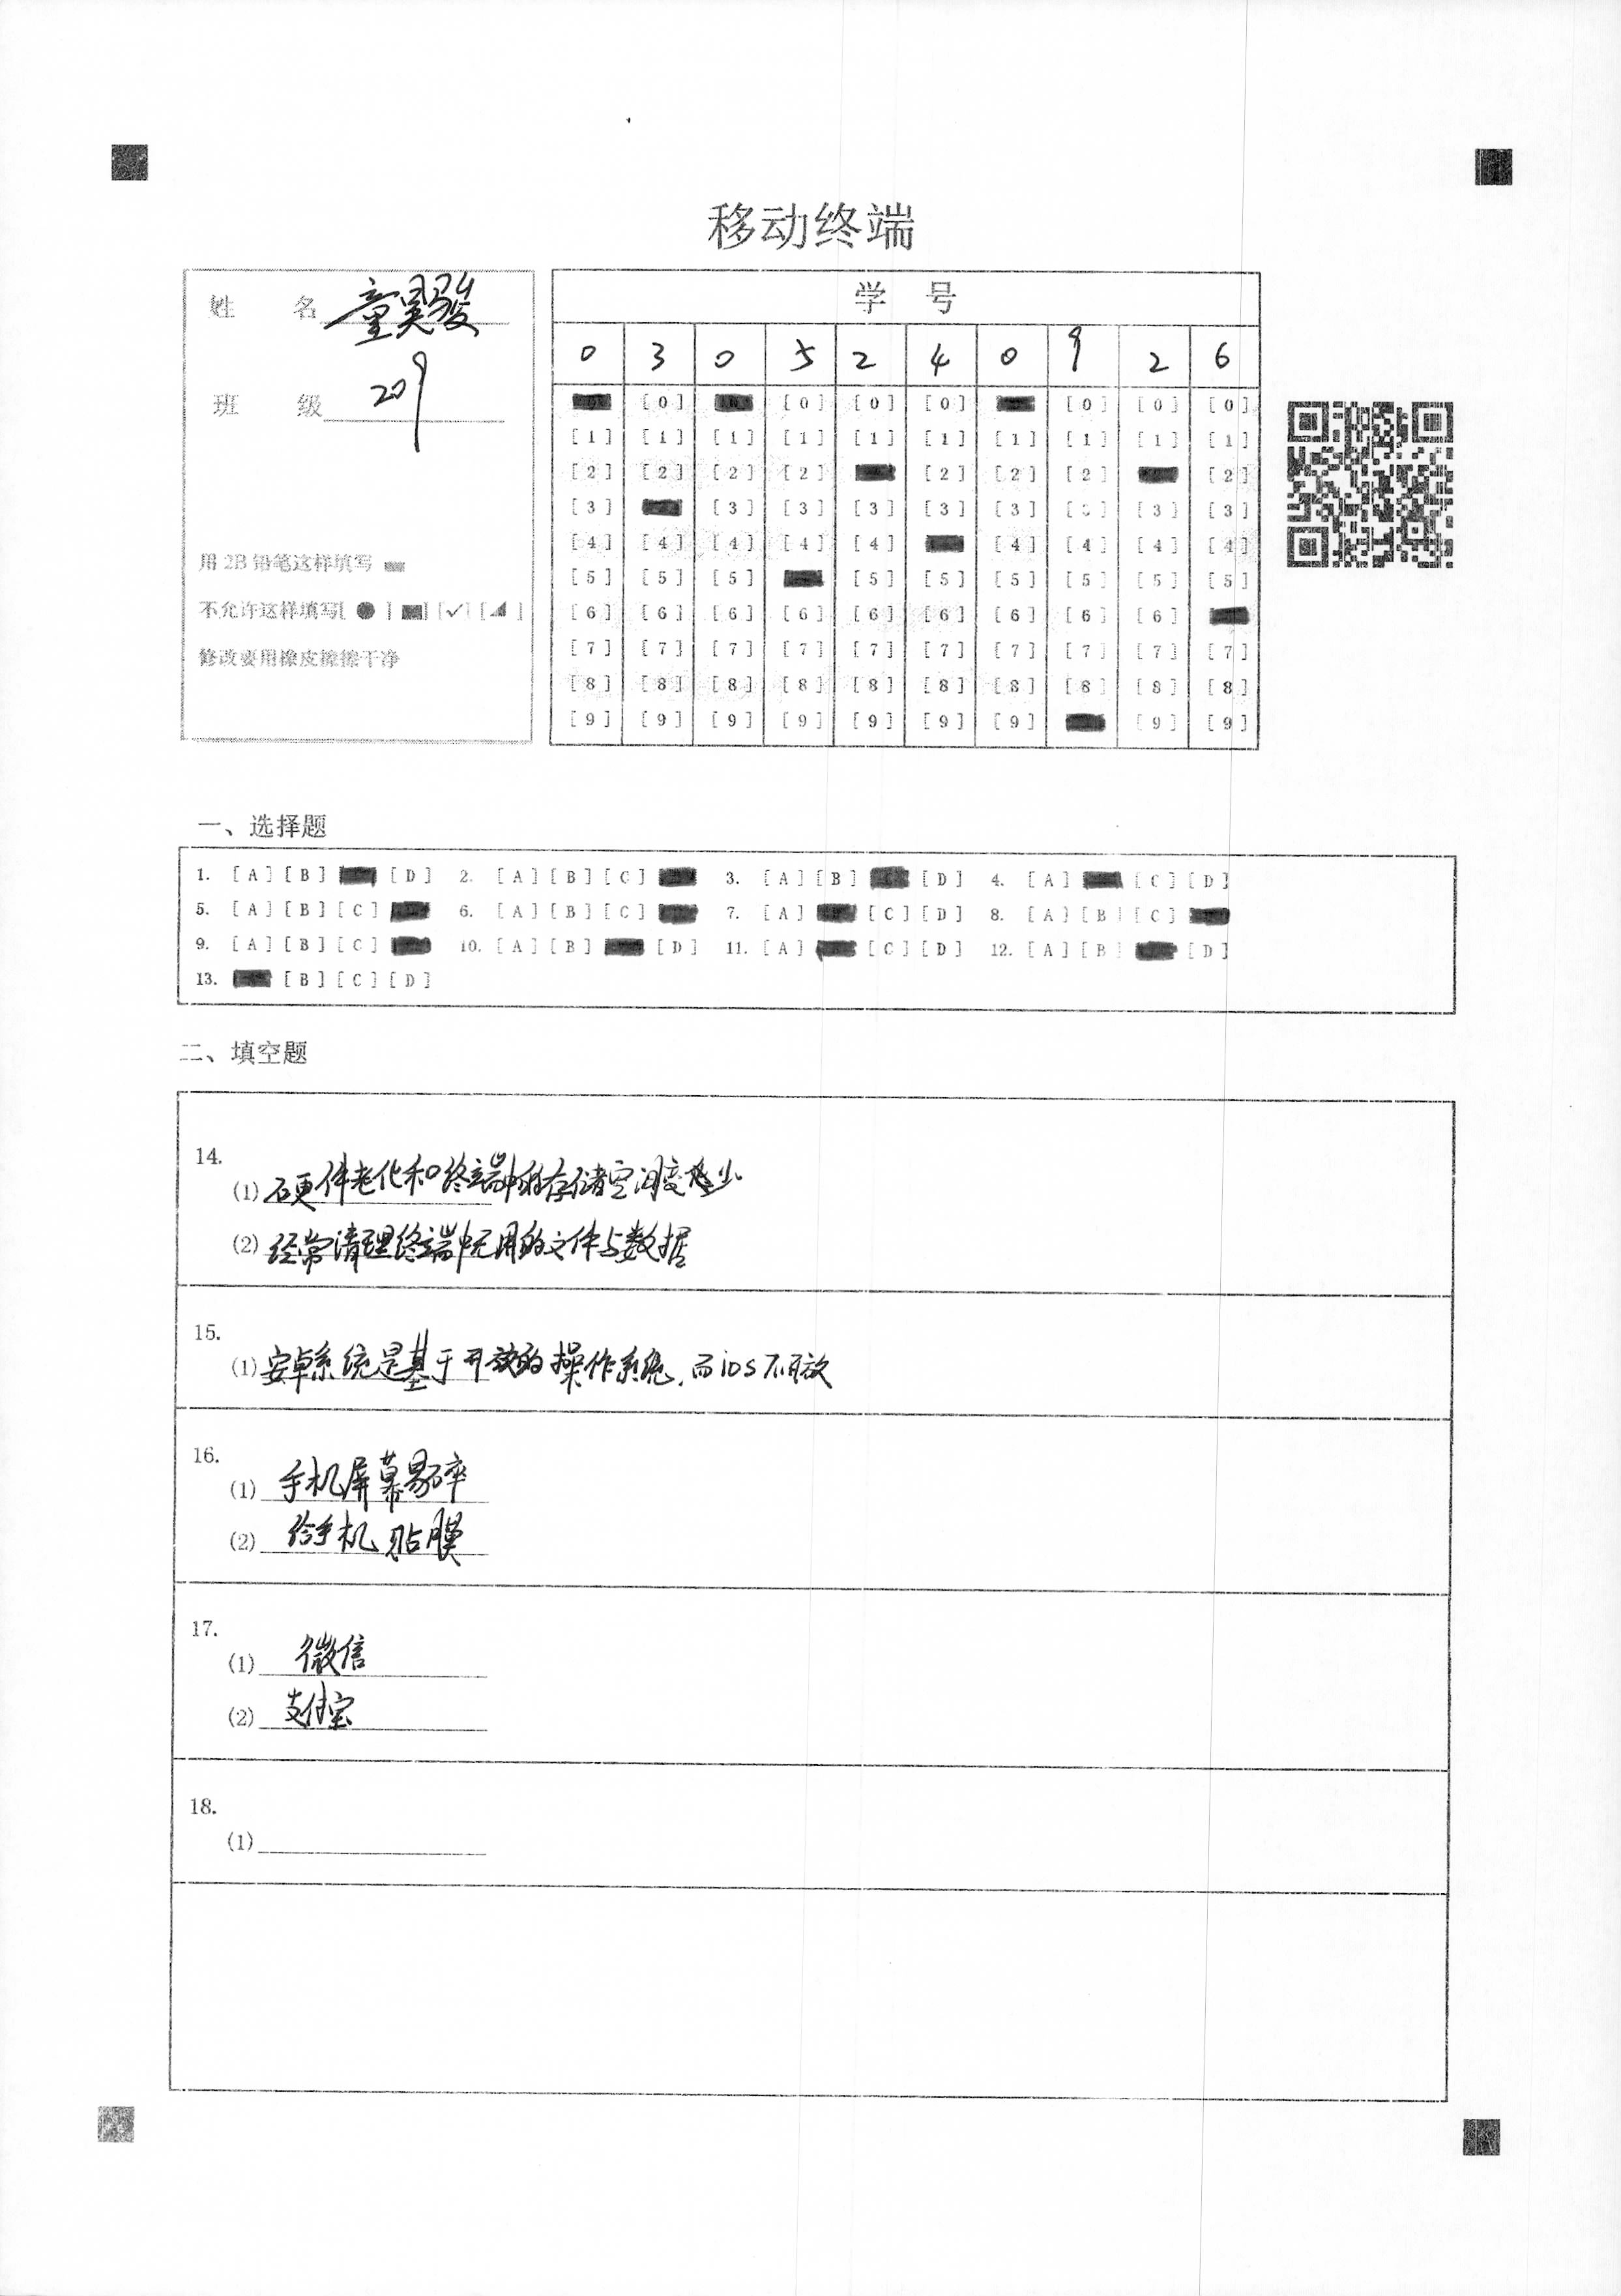 移动终端
姓 名 童昊骏
班 级 209
用 2B 铅笔这样填写
不允许这样填写[ ● ] [✓] [◢ ]
修改要用橡皮擦擦干净
学 号
0 3 0 5 2 4 0 9 2 6
[0] [0] [0] [0] [0] [0]
[1] [1] [1] [1] [1] [1] [1] [1] [1] [1]
[2] [2] [2] [2] [2] [2] [2] [2]
[3] [3] [3] [3] [3] [3] [3] [3]
[4] [4] [4] [4] [4] [4] [4] [4] [4]
[5] [5] [5] [5] [5] [5] [5] [5] [5]
[6] [6] [6] [6] [6] [6] [6] [6] [6]
[7] [7] [7] [7] [7] [7] [7] [7] [7] [7]
[8] [8] [8] [8] [8] [8] [8] [8] [8] [8]
[9] [9] [9] [9] [9] [9] [9] [9] [9]
一、选择题
1. [A] [B] [D] 2. [A] [B] [C] 3. [A] [B] [D] 4. [A] [C] [D]
5. [A] [B] [C] 6. [A] [B] [C] 7. [A] [C] [D] 8. [A] [B] [C]
9. [A] [B] [C] 10. [A] [B] [D] 11. [A] [C] [D] 12. [A] [B] [D]
13. [B] [C] [D]
二、填空题
14.
(1) 硬件老化和终端中的存储空间变少
(2) 经常清理终端中无用的文件与数据
15.
(1) 安卓系统是基于开放的操作系统,而iOS不开放
16.
(1) 手机屏幕易碎
(2) 给手机贴膜
17.
(1) 微信
(2) 支付宝
18.
(1)